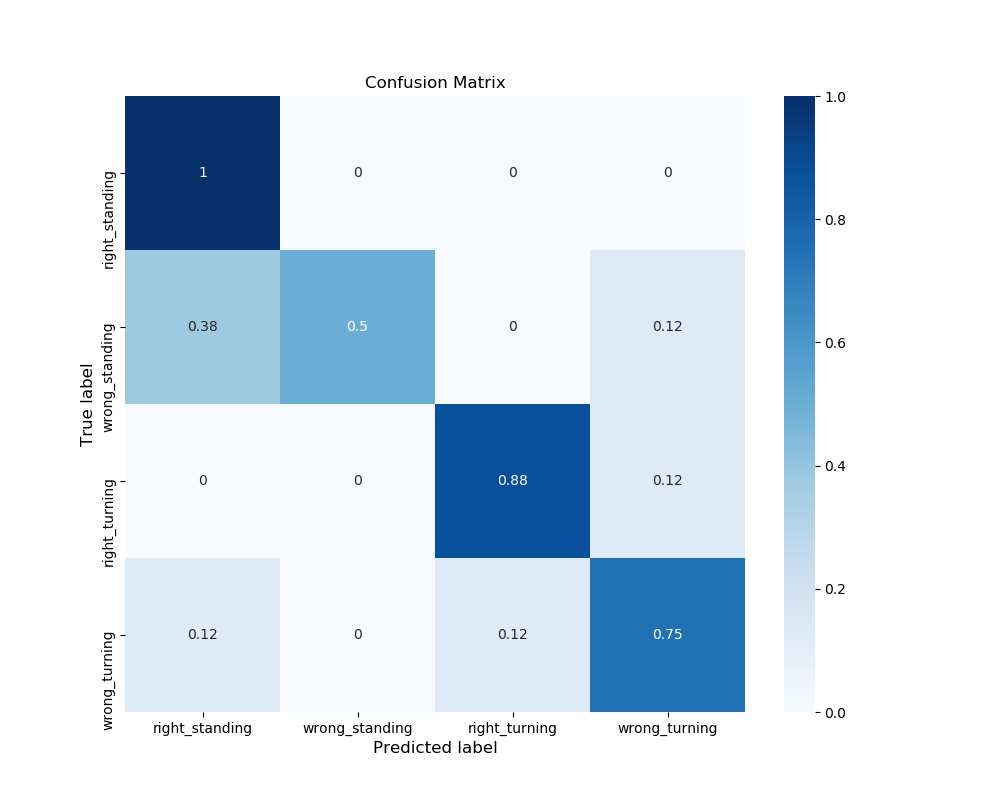 Confusion Matrix
True label
right_standing
1 0 0 0
wrong_standing
0.38 0.5 0 0.12
right_turning
0 0 0.88 0.12
wrong_turning
0.12 0 0.12 0.75
right_standing wrong_standing right_turning wrong_turning
Predicted label
1.0
0.8
0.6
0.4
0.2
0.0